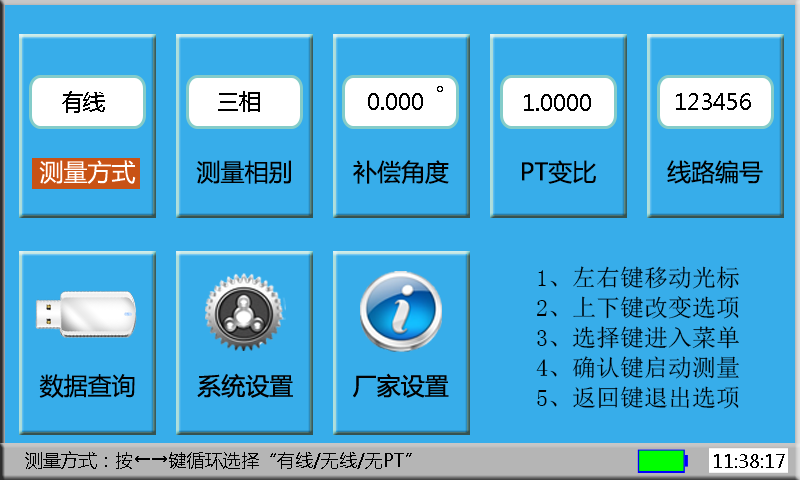 有线
三相
0.000 °
1.0000
123456
测量方式
测量相别
补偿角度
PT变比
线路编号
数据查询
系统设置
厂家设置
1、左右键移动光标
2、上下键改变选项
3、选择键进入菜单
4、确认键启动测量
5、返回键退出选项
测量方式：按←→键循环选择“有线/无线/无PT”
11:38:17